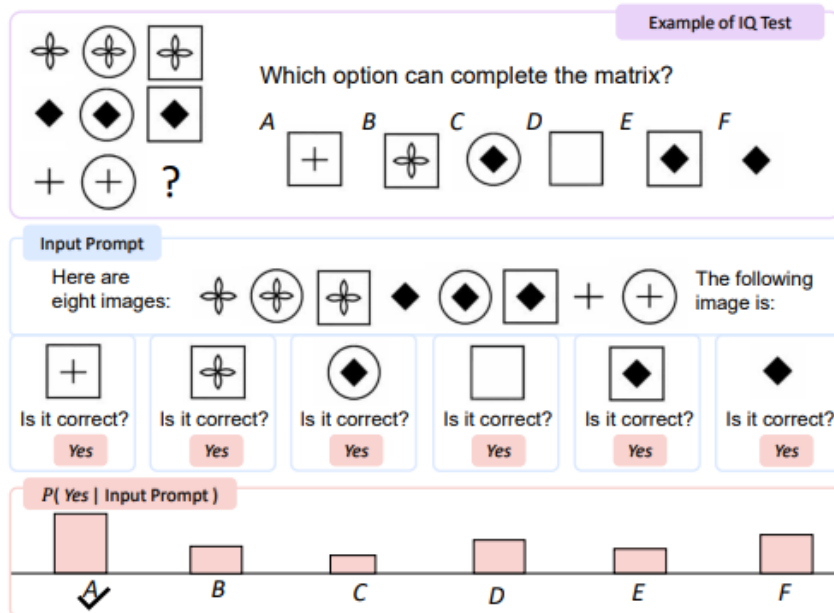 Example of IQ Test
Which option can complete the matrix?
A B C D E F
?
Input Prompt
Here are
eight images:
The following
image is:
Is it correct? Is it correct? Is it correct? Is it correct? Is it correct? Is it correct?
Yes Yes Yes Yes Yes Yes
P( Yes | Input Prompt )
A B C D E F